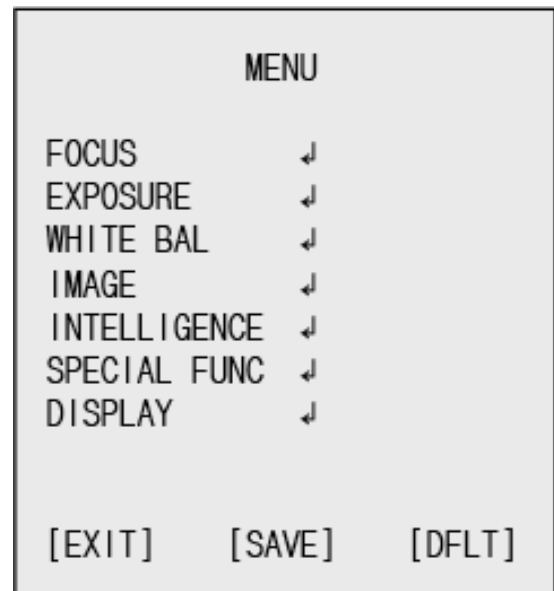 MENU
FOCUS ↲
EXPOSURE ↲
WHITE BAL ↲
IMAGE ↲
INTELLIGENCE ↲
SPECIAL FUNC ↲
DISPLAY ↲
[EXIT] [SAVE] [DFLT]